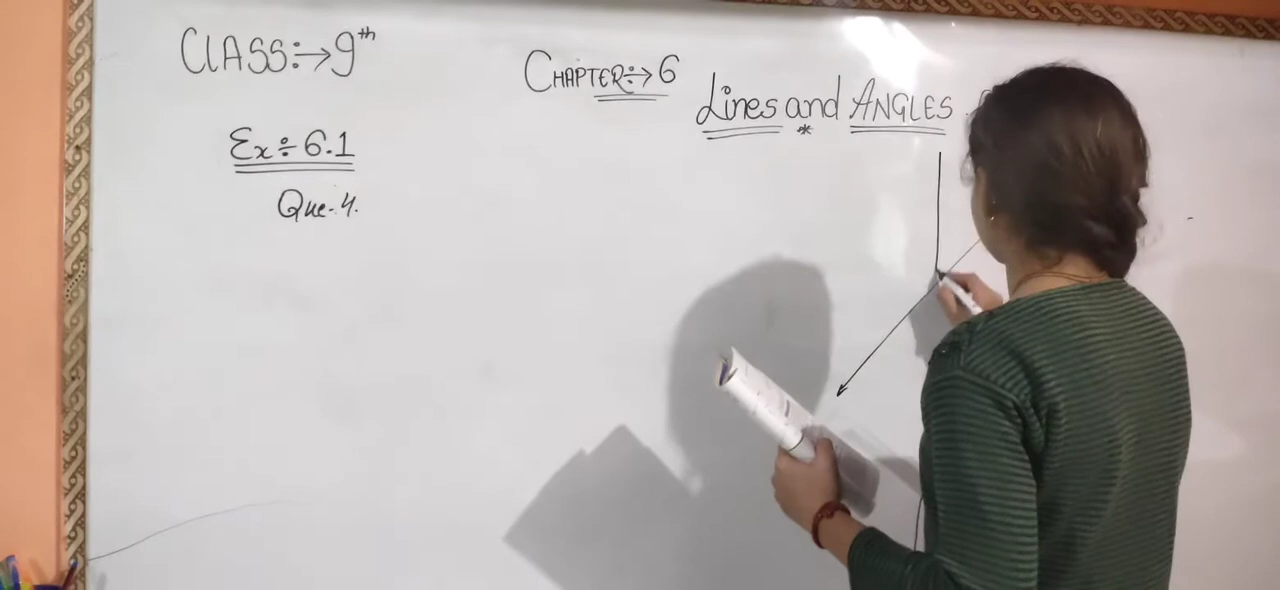 CLASS:→9th
CHAPTER÷→6
Lines and ANGLES
Ex÷6.1
Que.4.